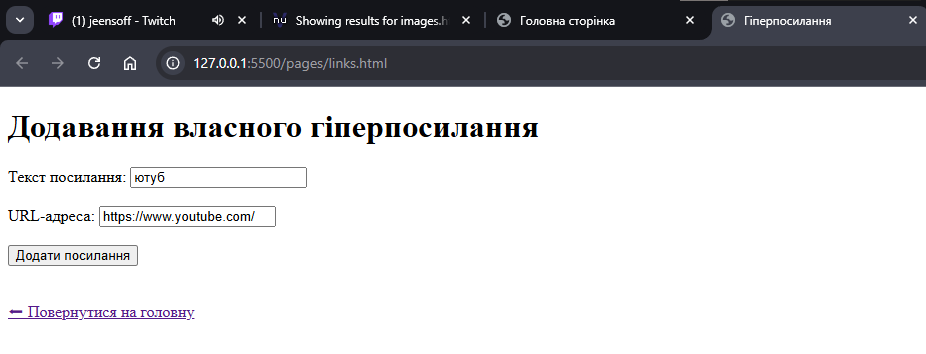 (1) jeensoff - Twitch
Showing results for images.h
Головна сторінка
Гіперпосилання
127.0.0.1:5500/pages/links.html
Додавання власного гіперпосилання
Текст посилання: ютуб
URL-адреса: https://www.youtube.com/
Додати посилання
⬅ Повернутися на головну